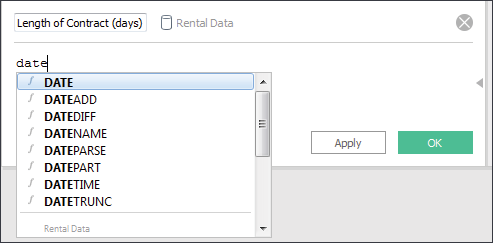 Length of Contract (days) Rental Data
date
DATE
DATEADD
DATEDIFF
DATENAME
DATEPARSE
DATEPART
DATETIME
DATETRUNC
Rental Data
Apply OK